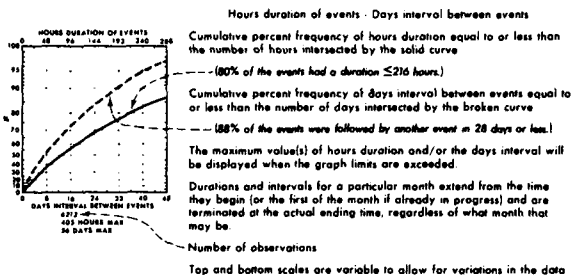 Hours duration of events - Days interval between events
HOURS DURATION OF EVENTS
0 48 96 144 192 240 288
Cumulative percent frequency of hours duration equal to or less than
the number of hours intersected by the solid curve
(80% of the events had a duration ≤216 hours.)
Cumulative percent frequency of days interval between events equal to
or less than the number of days intersected by the broken curve
(88% of the events were followed by another event in 28 days or less.)
The maximum value(s) of hours duration and/or the days interval will
be displayed when the graph limits are exceeded.
Durations and intervals for a particular month extend from the time
they begin (or the first of the month if already in progress) and are
terminated at the actual ending time, regardless of what month that
may be.
100
95
90
80
70
60
50
%
0 8 16 24 32 40 48
DAYS INTERVAL BETWEEN EVENTS
405 HOURS MAX
56 DAYS MAX
Number of observations
Top and bottom scales are variable to allow for variations in the data